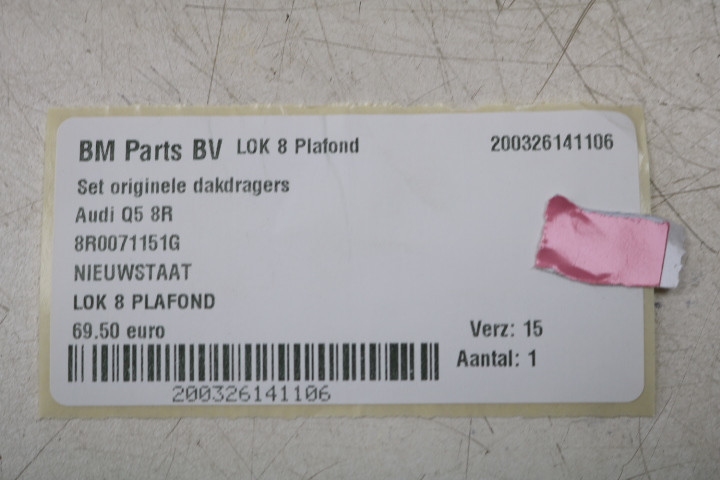 BM Parts BV LOK 8 Plafond 200326141106
Set originele dakdragers
Audi Q5 8R
8R0071151G
NIEUWSTAAT
LOK 8 PLAFOND
69.50 euro Verz: 15
Aantal: 1
200326141106